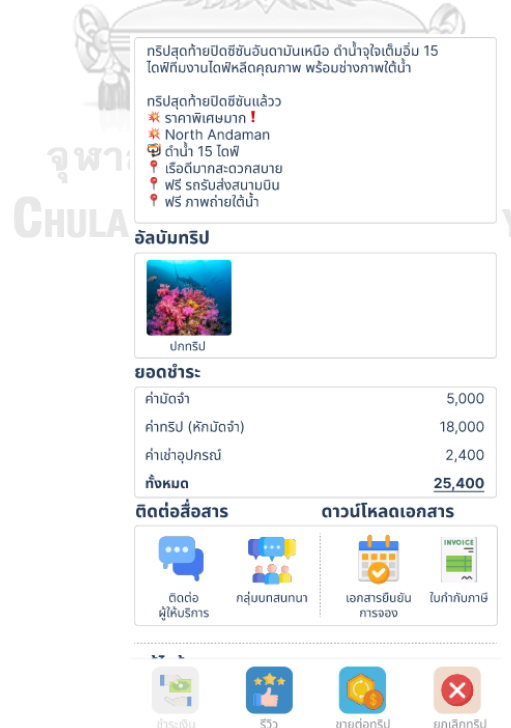 ทริปสุดท้ายปิดซีซันอันดามันเหนือ ดำน้ำจุใจเต็มอิ่ม 15
ไดฟ์ทีมงานไดฟ์หลีดคุณภาพ พร้อมช่างภาพใต้น้ำ
ทริปสุดท้ายปิดซีซันแล้วว
💥 ราคาพิเศษมาก❗
💥 North Andaman
🤿 ดำน้ำ 15 ไดฟ์
📍 เรือดีมากสะดวกสบาย
📍 ฟรี รถรับส่งสนามบิน
📍 ฟรี ภาพถ่ายใต้น้ำ
จุฬา
CHULA
อัลบัมทริป
ปกทริป
ยอดชำระ
ค่ามัดจำ 5,000
ค่าทริป (หักมัดจำ) 18,000
ค่าเช่าอุปกรณ์ 2,400
ทั้งหมด 25,400
ติดต่อสื่อสาร ดาวน์โหลดเอกสาร
INVOICE
ติดต่อ กลุ่มบทสนทนา เอกสารยืนยัน ใบกำกับภาษี
ผู้ให้บริการ การจอง
ชำระเงิน รีวิว ขายต่อทริป ยกเลิกทริป